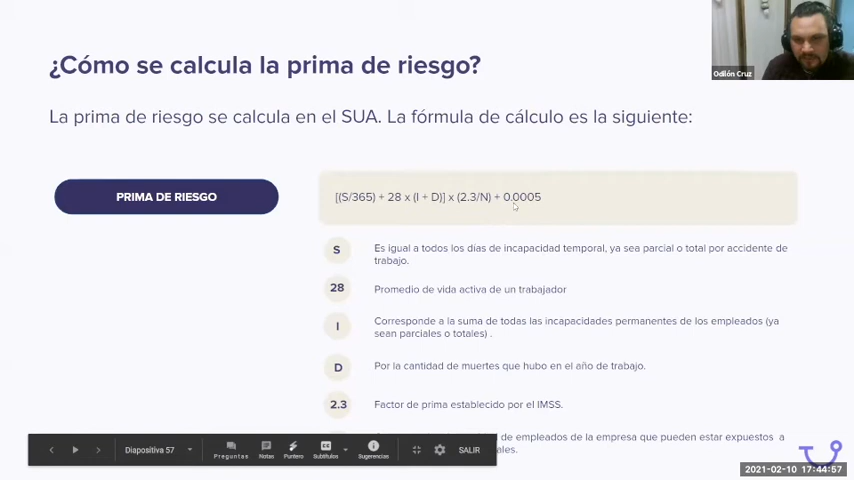 Odilón Cruz
¿Cómo se calcula la prima de riesgo?
La prima de riesgo se calcula en el SUA. La fórmula de cálculo es la siguiente:
PRIMA DE RIESGO
[(S/365) + 28 x (I + D)] x (2.3/N) + 0.0005
S
Es igual a todos los días de incapacidad temporal, ya sea parcial o total por accidente de
trabajo.
28
Promedio de vida activa de un trabajador
I
Corresponde a la suma de todas las incapacidades permanentes de los empleados (ya
sean parciales o totales) .
D
Por la cantidad de muertes que hubo en el año de trabajo.
2.3
Factor de prima establecido por el IMSS.
de empleados de la empresa que pueden estar expuestos a
Diapositiva 57
Preguntas
Notas
Puntero
CC
Subtítulos
Sugerencias
SALIR
2021-02-10 17:44:57